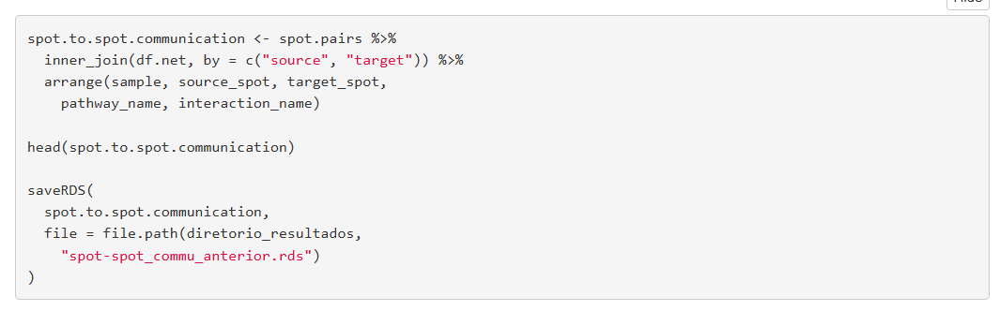 spot.to.spot.communication <- spot.pairs %>%
  inner_join(df.net, by = c("source", "target")) %>%
  arrange(sample, source_spot, target_spot,
    pathway_name, interaction_name)

head(spot.to.spot.communication)

saveRDS(
  spot.to.spot.communication,
  file = file.path(diretorio_resultados,
    "spot-spot_commu_anterior.rds")
)